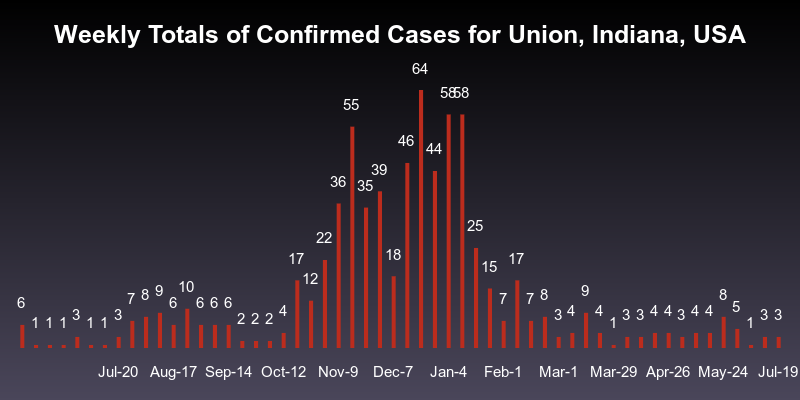 Weekly Totals of Confirmed Cases for Union, Indiana, USA
6 1 1 1 3 1 1 3 7 8 9 6 10 6 6 6 2 2 2 4 17 12 22 36 55 35 39 18 46 64 44 58 58 25 15 7 17 7 8 3 4 9 4 1 3 3 4 4 3 4 4 8 5 1 3 3
Jul-20 Aug-17 Sep-14 Oct-12 Nov-9 Dec-7 Jan-4 Feb-1 Mar-1 Mar-29 Apr-26 May-24 Jul-19